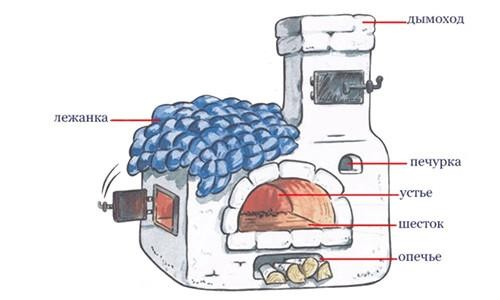 дымоход
лежанка
печурка
устье
шесток
опечье